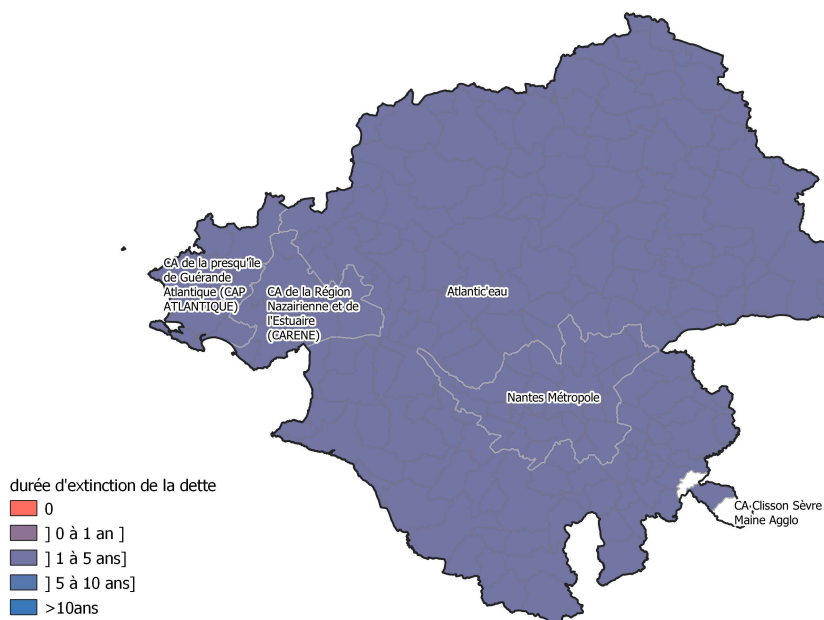 CA de la presqu'île
de Guérande
Atlantique (CAP
ATLANTIQUE)
CA de la Région
Nazairienne et de
l'Estuaire
(CARENE)
Atlantic'eau
Nantes Métropole
CA Clisson Sèvre
Maine Agglo
durée d'extinction de la dette
0
] 0 à 1 an ]
] 1 à 5 ans]
] 5 à 10 ans]
>10ans